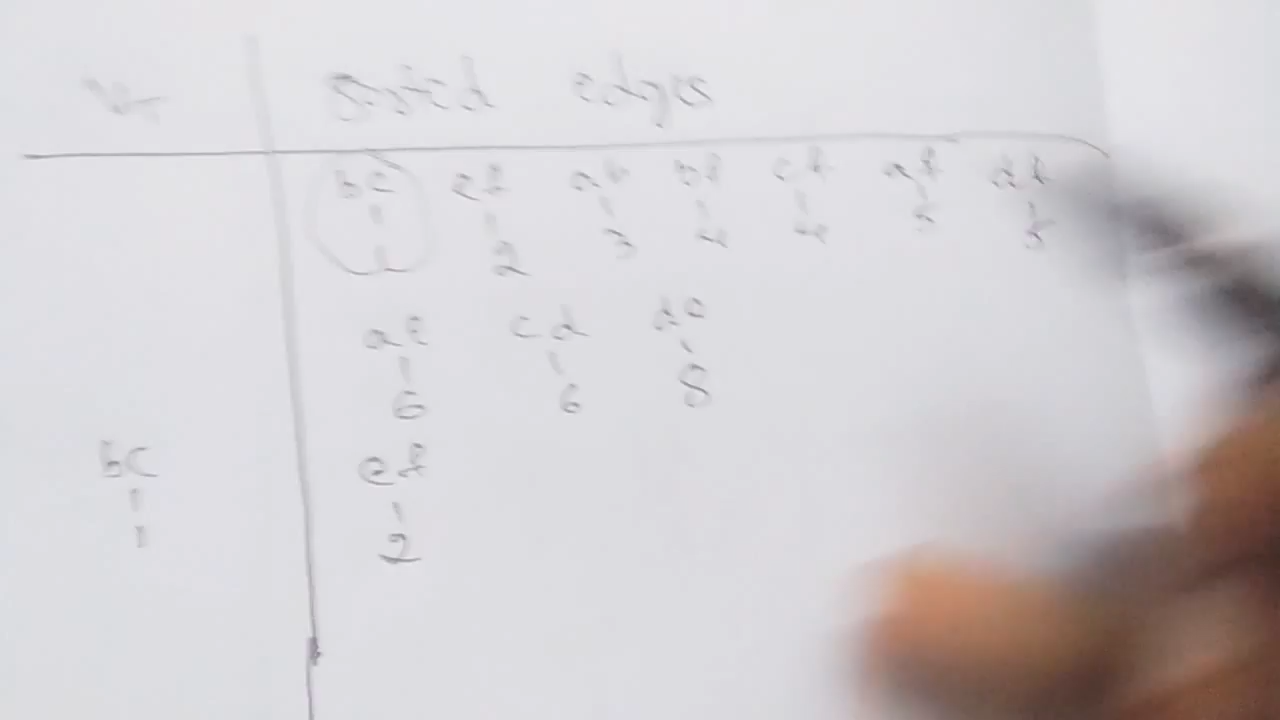 VT Sorted edges
bc ef ab bf cf af df
1 2 3 4 4 5 5
ae cd de
6 6 8
bc ef
1 2